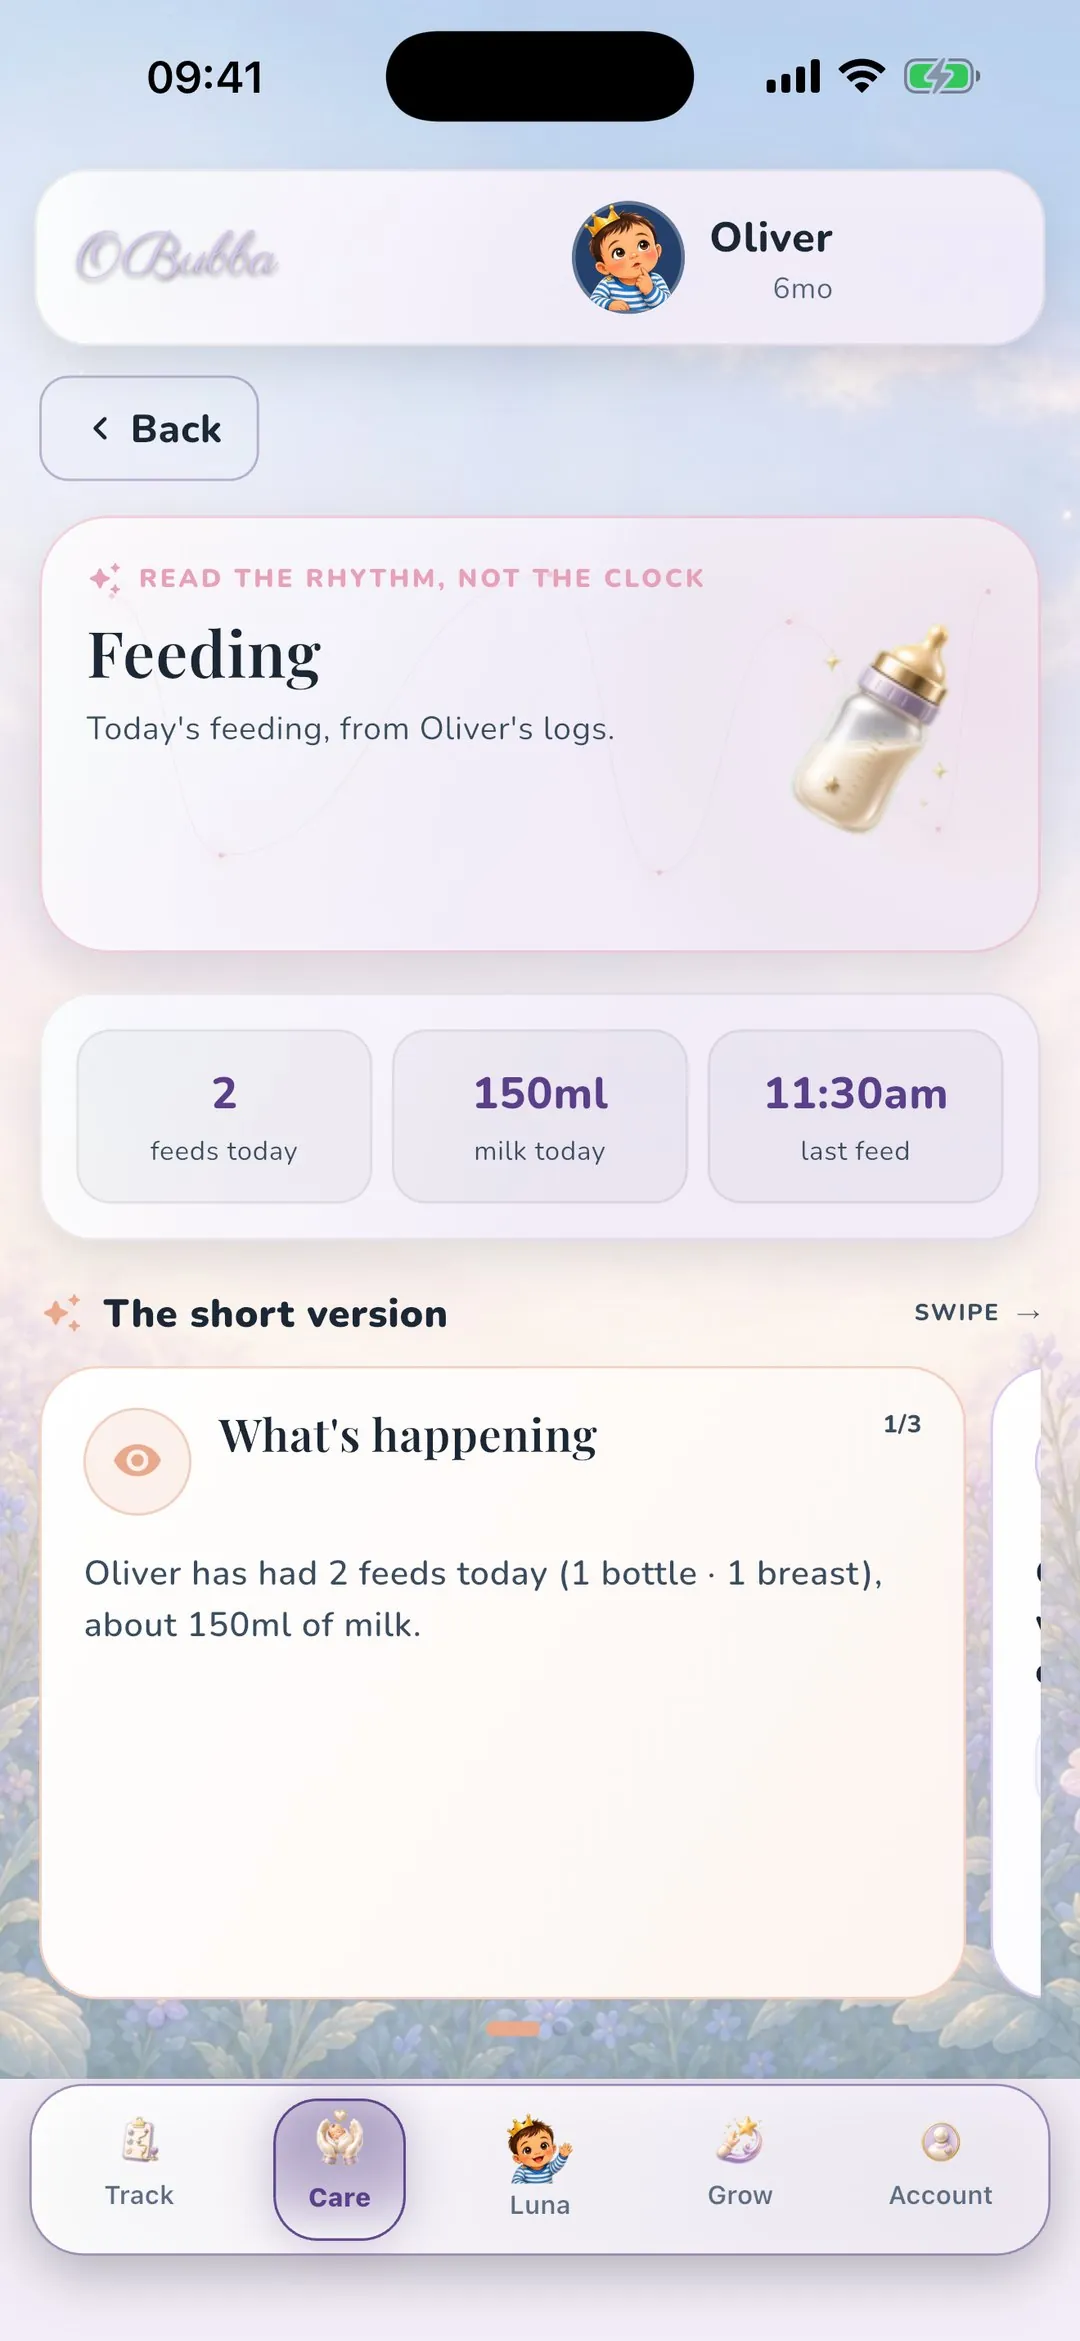 09:41
OBubba
Oliver
6mo
Back
READ THE RHYTHM, NOT THE CLOCK
Feeding
Today's feeding, from Oliver's logs.
2
feeds today
150ml
milk today
11:30am
last feed
The short version
SWIPE →
What's happening
1/3
Oliver has had 2 feeds today (1 bottle · 1 breast),
about 150ml of milk.
Track
Care
Luna
Grow
Account